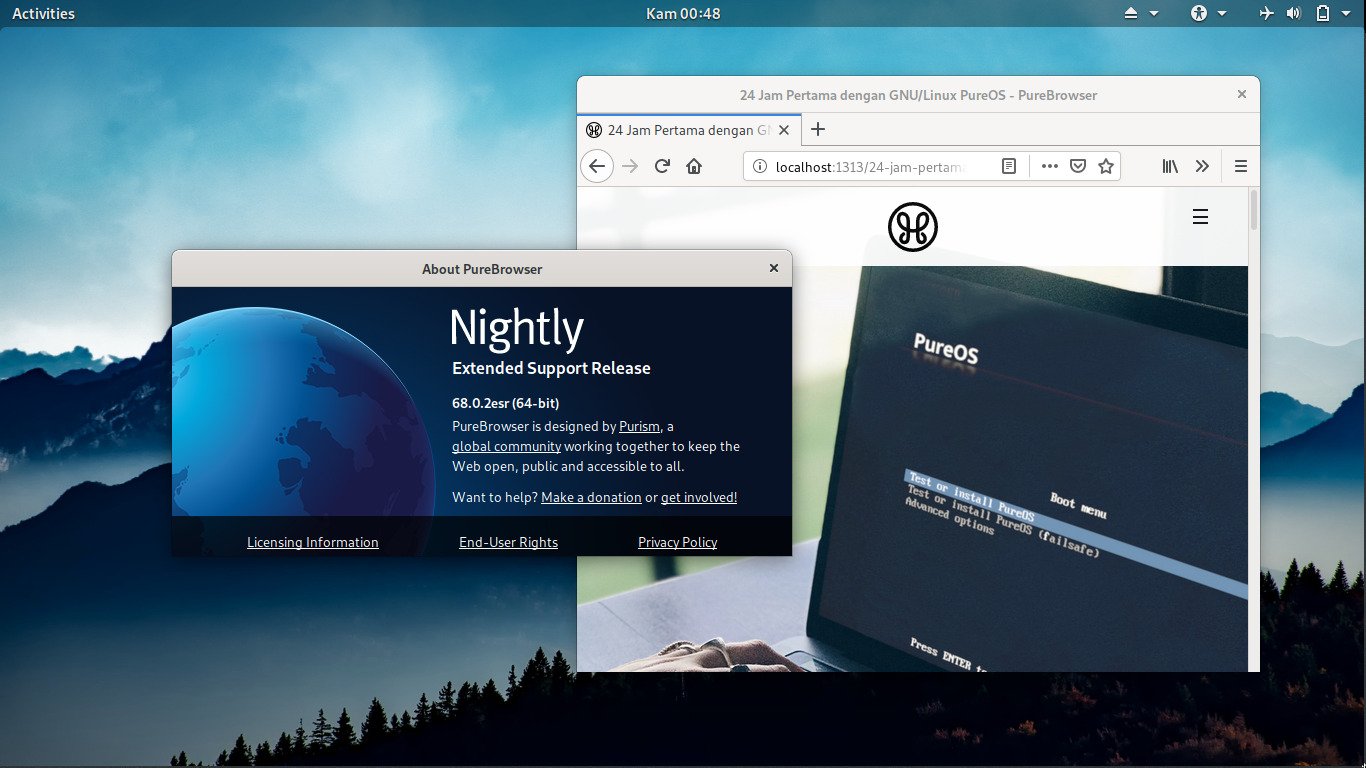 Activities
Kam 00:48
24 Jam Pertama dengan GNU/Linux PureOS - PureBrowser
24 Jam Pertama dengan GN
localhost:1313/24-jam-pertam
About PureBrowser
Nightly
Extended Support Release
68.0.2esr (64-bit)
PureBrowser is designed by Purism, a
global community working together to keep the
Web open, public and accessible to all.
Want to help? Make a donation or get involved!
Licensing Information
End-User Rights
Privacy Policy
PureOS
Boot menu
Test or install PureOS
Test or install PureOS (failsafe)
Advanced options
Press ENTER to